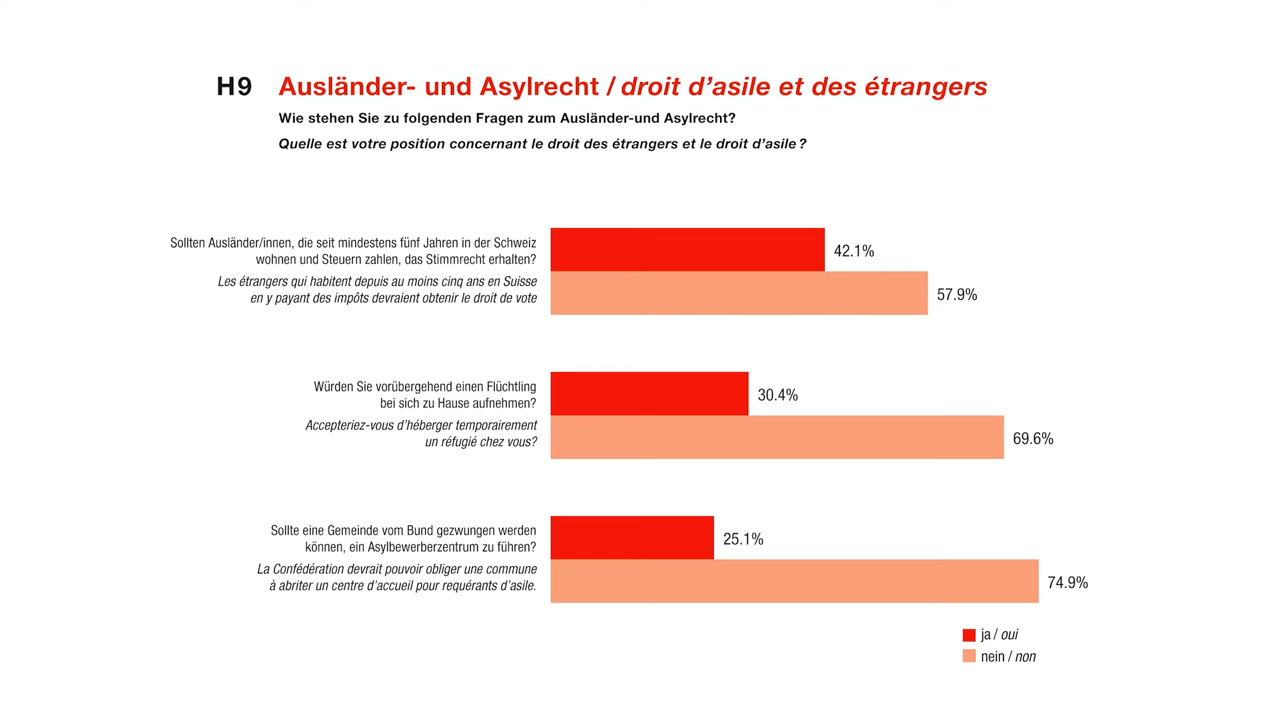 H9 Ausländer- und Asylrecht / droit d’asile et des étrangers
Wie stehen Sie zu folgenden Fragen zum Ausländer-und Asylrecht?
Quelle est votre position concernant le droit des étrangers et le droit d’asile ?
Sollten Ausländer/innen, die seit mindestens fünf Jahren in der Schweiz
wohnen und Steuern zahlen, das Stimmrecht erhalten?
Les étrangers qui habitent depuis au moins cinq ans en Suisse
en y payant des impôts devraient obtenir le droit de vote
42.1%
57.9%
Würden Sie vorübergehend einen Flüchtling
bei sich zu Hause aufnehmen?
Accepteriez-vous d’héberger temporairement
un réfugié chez vous?
30.4%
69.6%
Sollte eine Gemeinde vom Bund gezwungen werden
können, ein Asylbewerberzentrum zu führen?
La Confédération devrait pouvoir obliger une commune
à abriter un centre d’accueil pour requérants d’asile.
25.1%
74.9%
ja / oui
nein / non